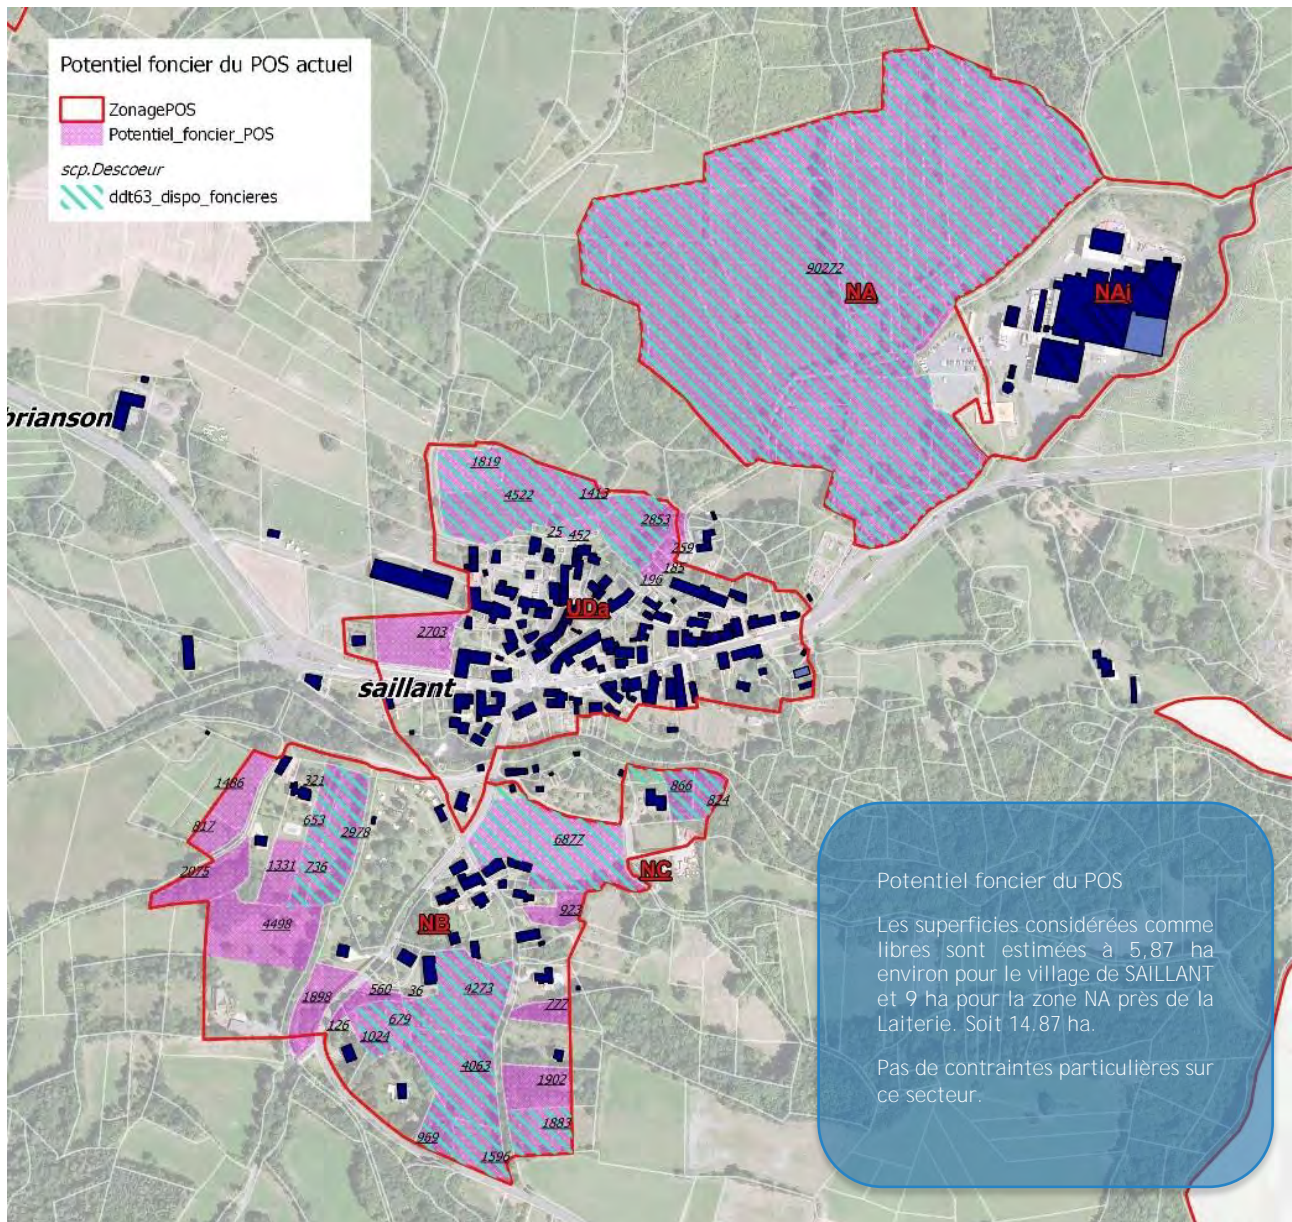 Potentiel foncier du POS actuel
ZonagePOS
Potentiel_foncier_POS
scp.Descoeur
ddt63_dispo_foncieres
90272
NA
NAj
brianson
1819
4522
1413
2853
25
452
259
185
196
UDa
2703
saillant
1486
321
817
653
2978
2075
1331
736
4498
866
824
6877
NC
923
NB
1898
560
36
4273
777
126
679
1024
4063
1902
1883
969
1596
Potentiel foncier du POS
Les superficies considérées comme
libres sont estimées à 5,87 ha
environ pour le village de SAILLANT
et 9 ha pour la zone NA près de la
Laiterie. Soit 14.87 ha.
Pas de contraintes particulières sur
ce secteur.